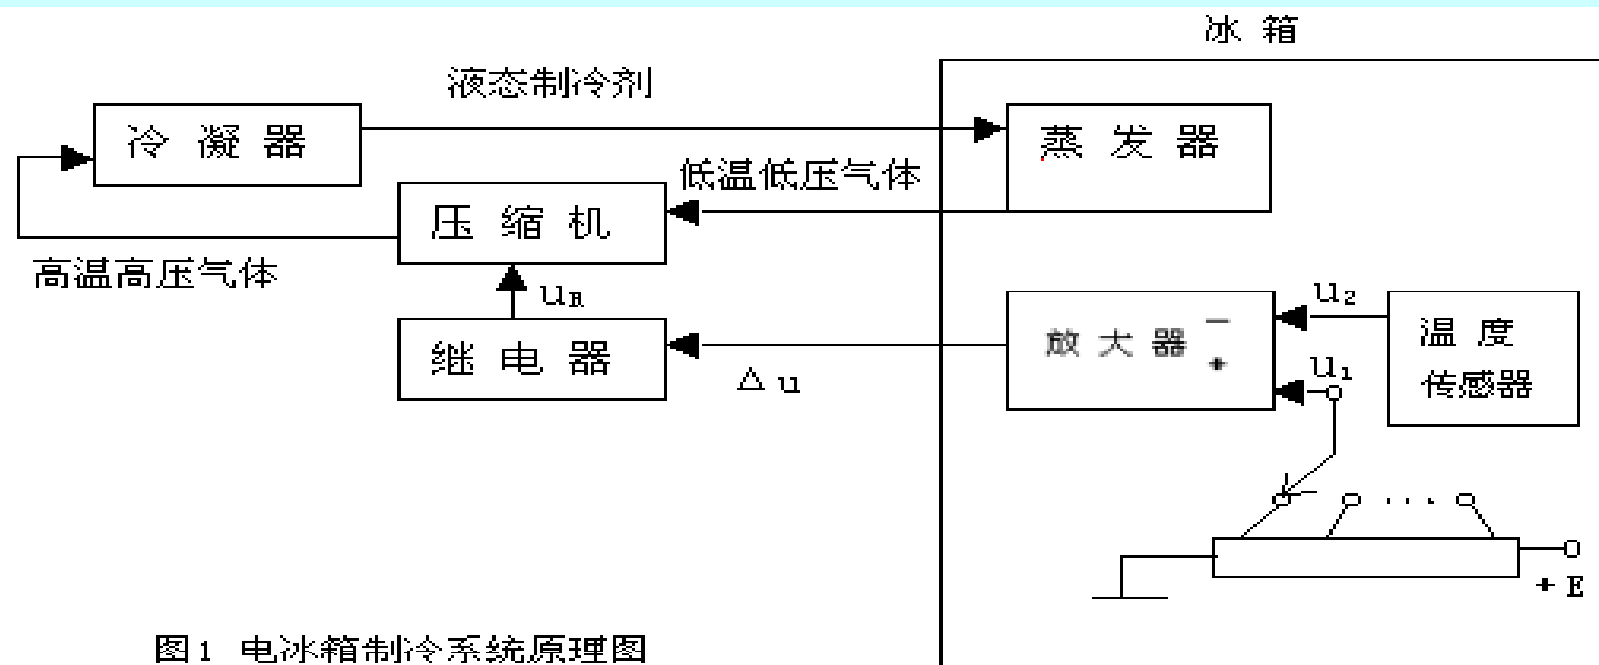 冰 箱
液态制冷剂
冷 凝 器
蒸 发 器
低温低压气体
压 缩 机
高温高压气体
uR
u2
放 大 器
−
+
温 度
传感器
u1
继 电 器
Δu
···
+E
图1 电冰箱制冷系统原理图